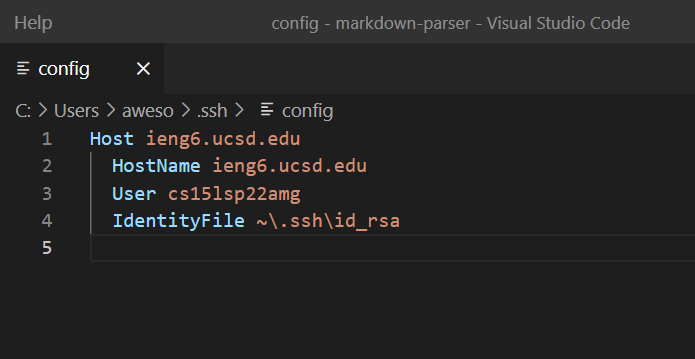 Help config - markdown-parser - Visual Studio Code
config
C: > Users > aweso > .ssh > config
1 Host ieng6.ucsd.edu
2 HostName ieng6.ucsd.edu
3 User cs15lsp22amg
4 IdentityFile ~\.ssh\id_rsa
5